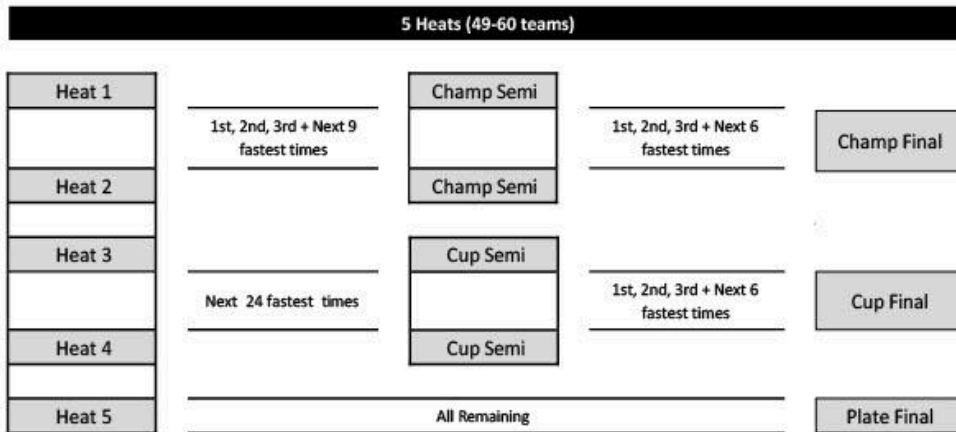 5 Heats (49-60 teams)
Heat 1
Champ Semi
1st, 2nd, 3rd + Next 9
fastest times
1st, 2nd, 3rd + Next 6
fastest times
Champ Final
Heat 2
Champ Semi
Heat 3
Cup Semi
Next 24 fastest times
1st, 2nd, 3rd + Next 6
fastest times
Cup Final
Heat 4
Cup Semi
Heat 5
All Remaining
Plate Final